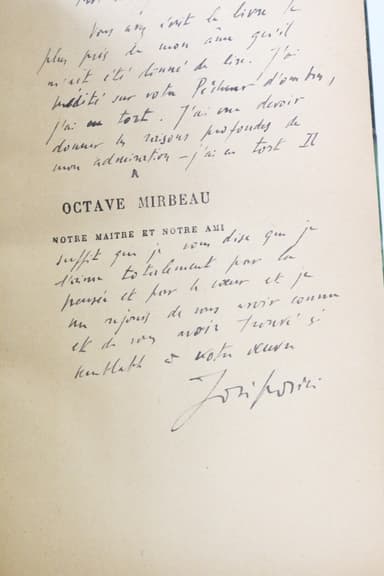 Vous avez écrit le livre le
plus près de mon âme qu'il
m'ait été donné de lire. J'ai
médité sur votre Pêcheur d'ombres,
j'ai eu tort. J'ai cru devoir
donner les raisons profondes de
mon admiration – j'ai eu tort Il
A
OCTAVE MIRBEAU
NOTRE MAITRE ET NOTRE AMI
suffit que je vous dise que je
l'aime totalement par la
pensée et par le cœur et je
me réjouis de vous avoir connu
et de vous avoir trouvé si
semblable à votre œuvre